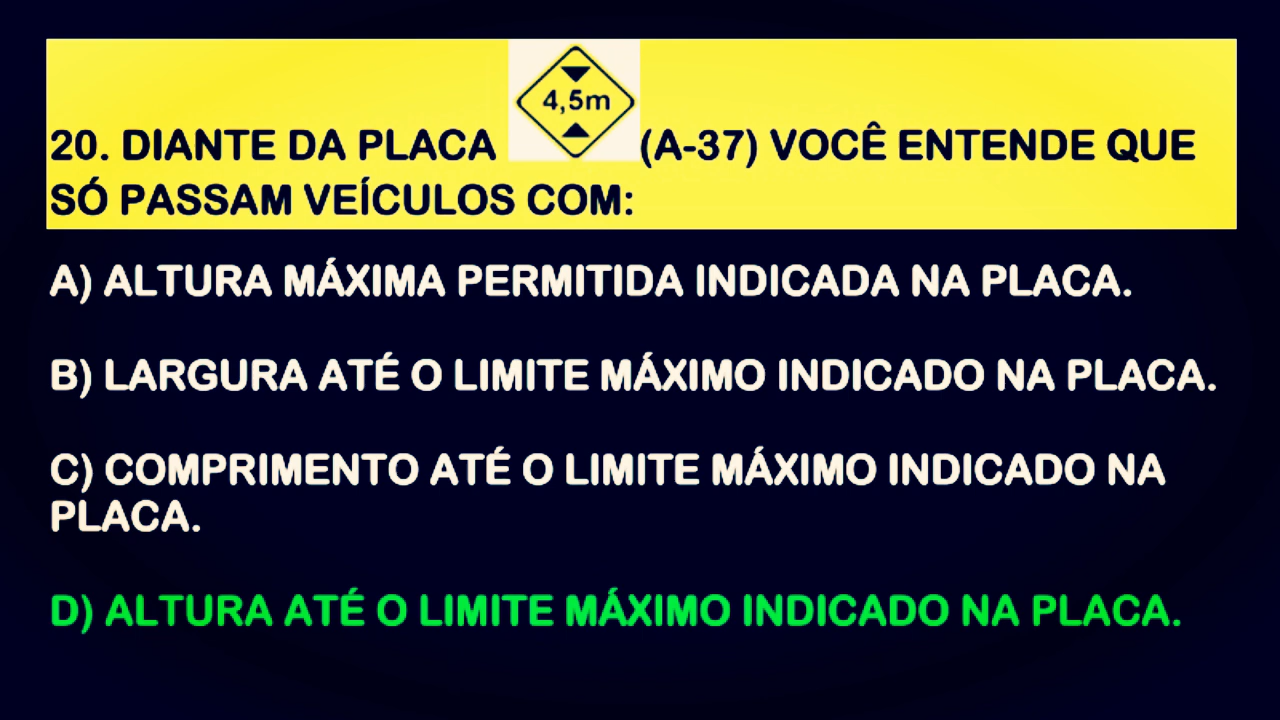 4,5m
20. DIANTE DA PLACA (A-37) VOCÊ ENTENDE QUE
SÓ PASSAM VEÍCULOS COM:
A) ALTURA MÁXIMA PERMITIDA INDICADA NA PLACA.
B) LARGURA ATÉ O LIMITE MÁXIMO INDICADO NA PLACA.
C) COMPRIMENTO ATÉ O LIMITE MÁXIMO INDICADO NA
PLACA.
D) ALTURA ATÉ O LIMITE MÁXIMO INDICADO NA PLACA.